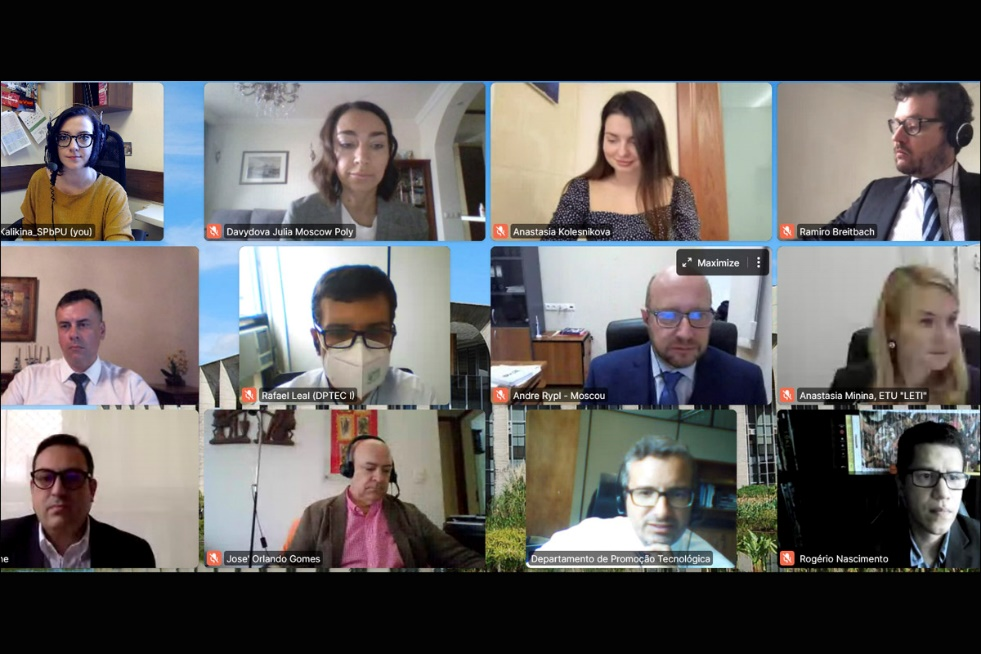 Kalikina_SPbPU (you)
Davydova Julia Moscow Poly
Anastasia Kolesnikova
Ramiro Breitbach
Maximize
Rafael Leal (DPTEC I)
Andre Rypl - Moscou
Anastasia Minina, ETU "LETI"
ne
Jose' Orlando Gomes
Departamento de Promoção Tecnológica
Rogério Nascimento